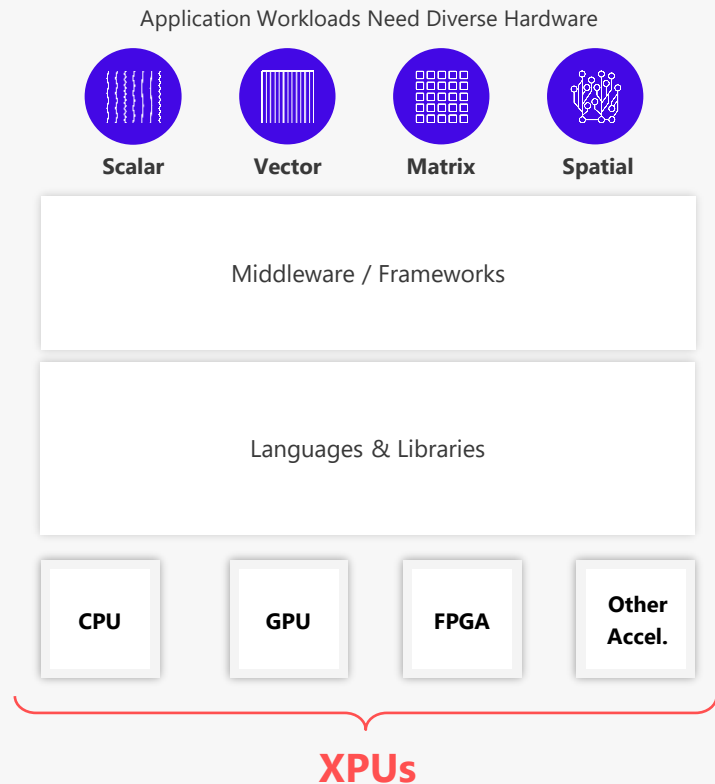 Application Workloads Need Diverse Hardware
Scalar
Vector
Matrix
Spatial
Middleware / Frameworks
Languages & Libraries
CPU
GPU
FPGA
Other
Accel.
XPUs